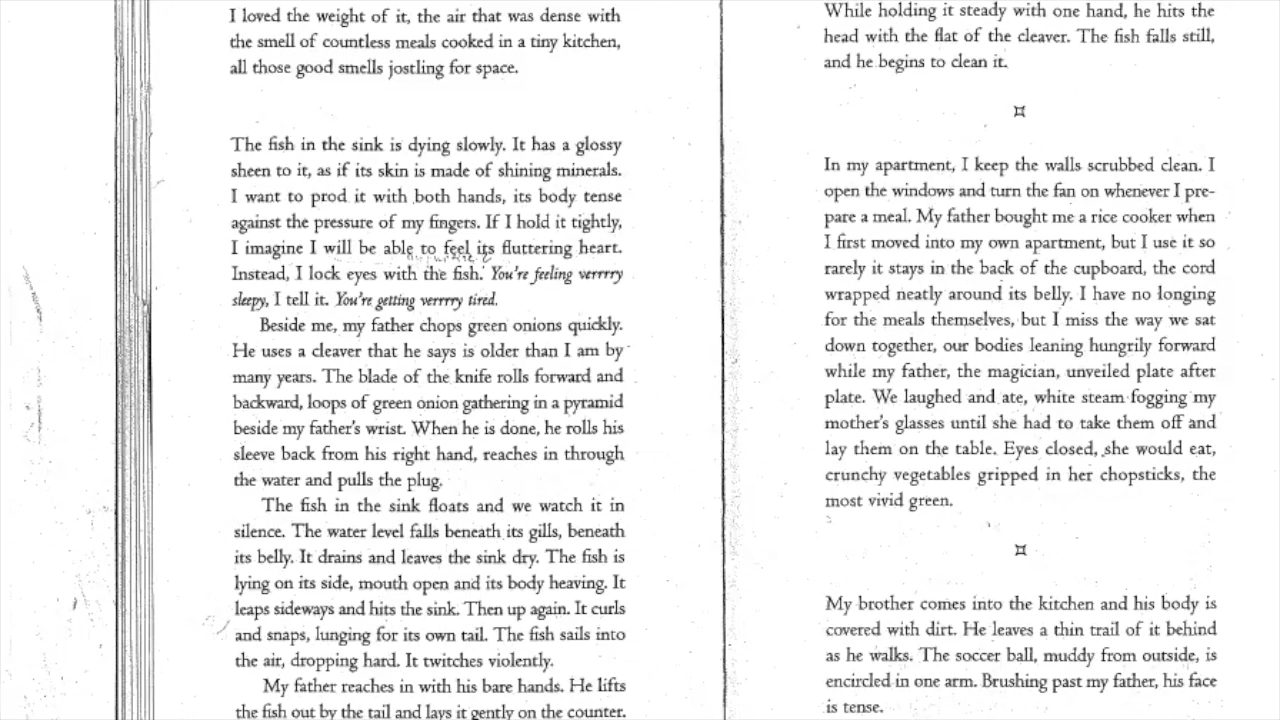 I loved the weight of it, the air that was dense with
the smell of countless meals cooked in a tiny kitchen,
all those good smells jostling for space.
The fish in the sink is dying slowly. It has a glossy
sheen to it, as if its skin is made of shining minerals.
I want to prod it with both hands, its body tense
against the pressure of my fingers. If I hold it tightly,
I imagine I will be able to feel its fluttering heart.
Instead, I lock eyes with the fish. You're feeling verrrry
sleepy, I tell it. You're getting verrrry tired.
Beside me, my father chops green onions quickly.
He uses a cleaver that he says is older than I am by
many years. The blade of the knife rolls forward and
backward, loops of green onion gathering in a pyramid
beside my father's wrist. When he is done, he rolls his
sleeve back from his right hand, reaches in through
the water and pulls the plug.
The fish in the sink floats and we watch it in
silence. The water level falls beneath its gills, beneath
its belly. It drains and leaves the sink dry. The fish is
lying on its side, mouth open and its body heaving. It
leaps sideways and hits the sink. Then up again. It curls
and snaps, lunging for its own tail. The fish sails into
the air, dropping hard. It twitches violently.
My father reaches in with his bare hands. He lifts
the fish out by the tail and lays it gently on the counter.
While holding it steady with one hand, he hits the
head with the flat of the cleaver. The fish falls still,
and he begins to clean it.
In my apartment, I keep the walls scrubbed clean. I
open the windows and turn the fan on whenever I pre-
pare a meal. My father bought me a rice cooker when
I first moved into my own apartment, but I use it so
rarely it stays in the back of the cupboard, the cord
wrapped neatly around its belly. I have no longing
for the meals themselves, but I miss the way we sat
down together, our bodies leaning hungrily forward
while my father, the magician, unveiled plate after
plate. We laughed and ate, white steam fogging my
mother's glasses until she had to take them off and
lay them on the table. Eyes closed, she would eat,
crunchy vegetables gripped in her chopsticks, the
most vivid green.
My brother comes into the kitchen and his body is
covered with dirt. He leaves a thin trail of it behind
as he walks. The soccer ball, muddy from outside, is
encircled in one arm. Brushing past my father, his face
is tense.